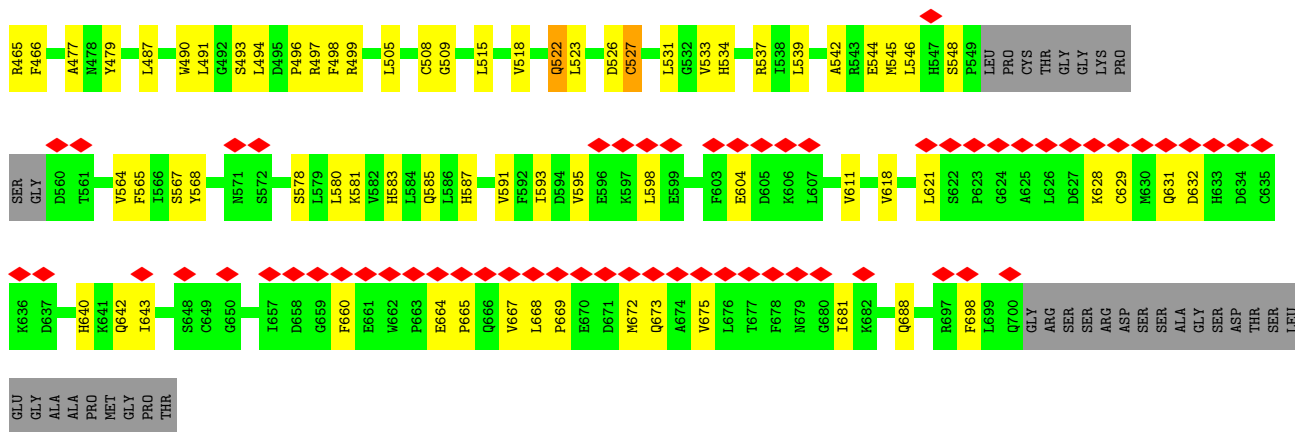 R465 F466 A477 N478 Y479 L487 W490 L491 G492 S493 L494 D495 P496 R497 F498 R499 L505 C508 G509 L515 V518 Q522 L523 D526 C527 L531 G532 V533 H534 R537 I538 L539 A542 R543 E544 M545 L546 H547 S548 P549 LEU PRO CYS THR GLY GLY LYS PRO
SER GLY D560 T561 V564 F565 I566 S567 Y568 N571 S572 S578 L579 L580 K581 V582 H583 L584 Q585 L586 H587 V591 F592 I593 D594 V595 E596 K597 L598 E599 F603 E604 D605 K606 L607 V611 V618 L621 S622 P623 G624 A625 L626 D627 K628 C629 M630 Q631 D632 H633 D634 C635
K636 D637 H640 K641 Q642 I643 S648 C649 G650 I657 D658 G659 F660 E661 W662 P663 E664 P665 Q666 V667 L668 P669 E670 D671 M672 Q673 A674 V675 L676 T677 F678 N679 G680 I681 K682 Q688 R697 F698 L699 Q700 GLY ARG SER SER ARG ASP SER SER ALA GLY SER ASP THR SER LEU
GLU GLY ALA ALA PRO MET GLY PRO THR